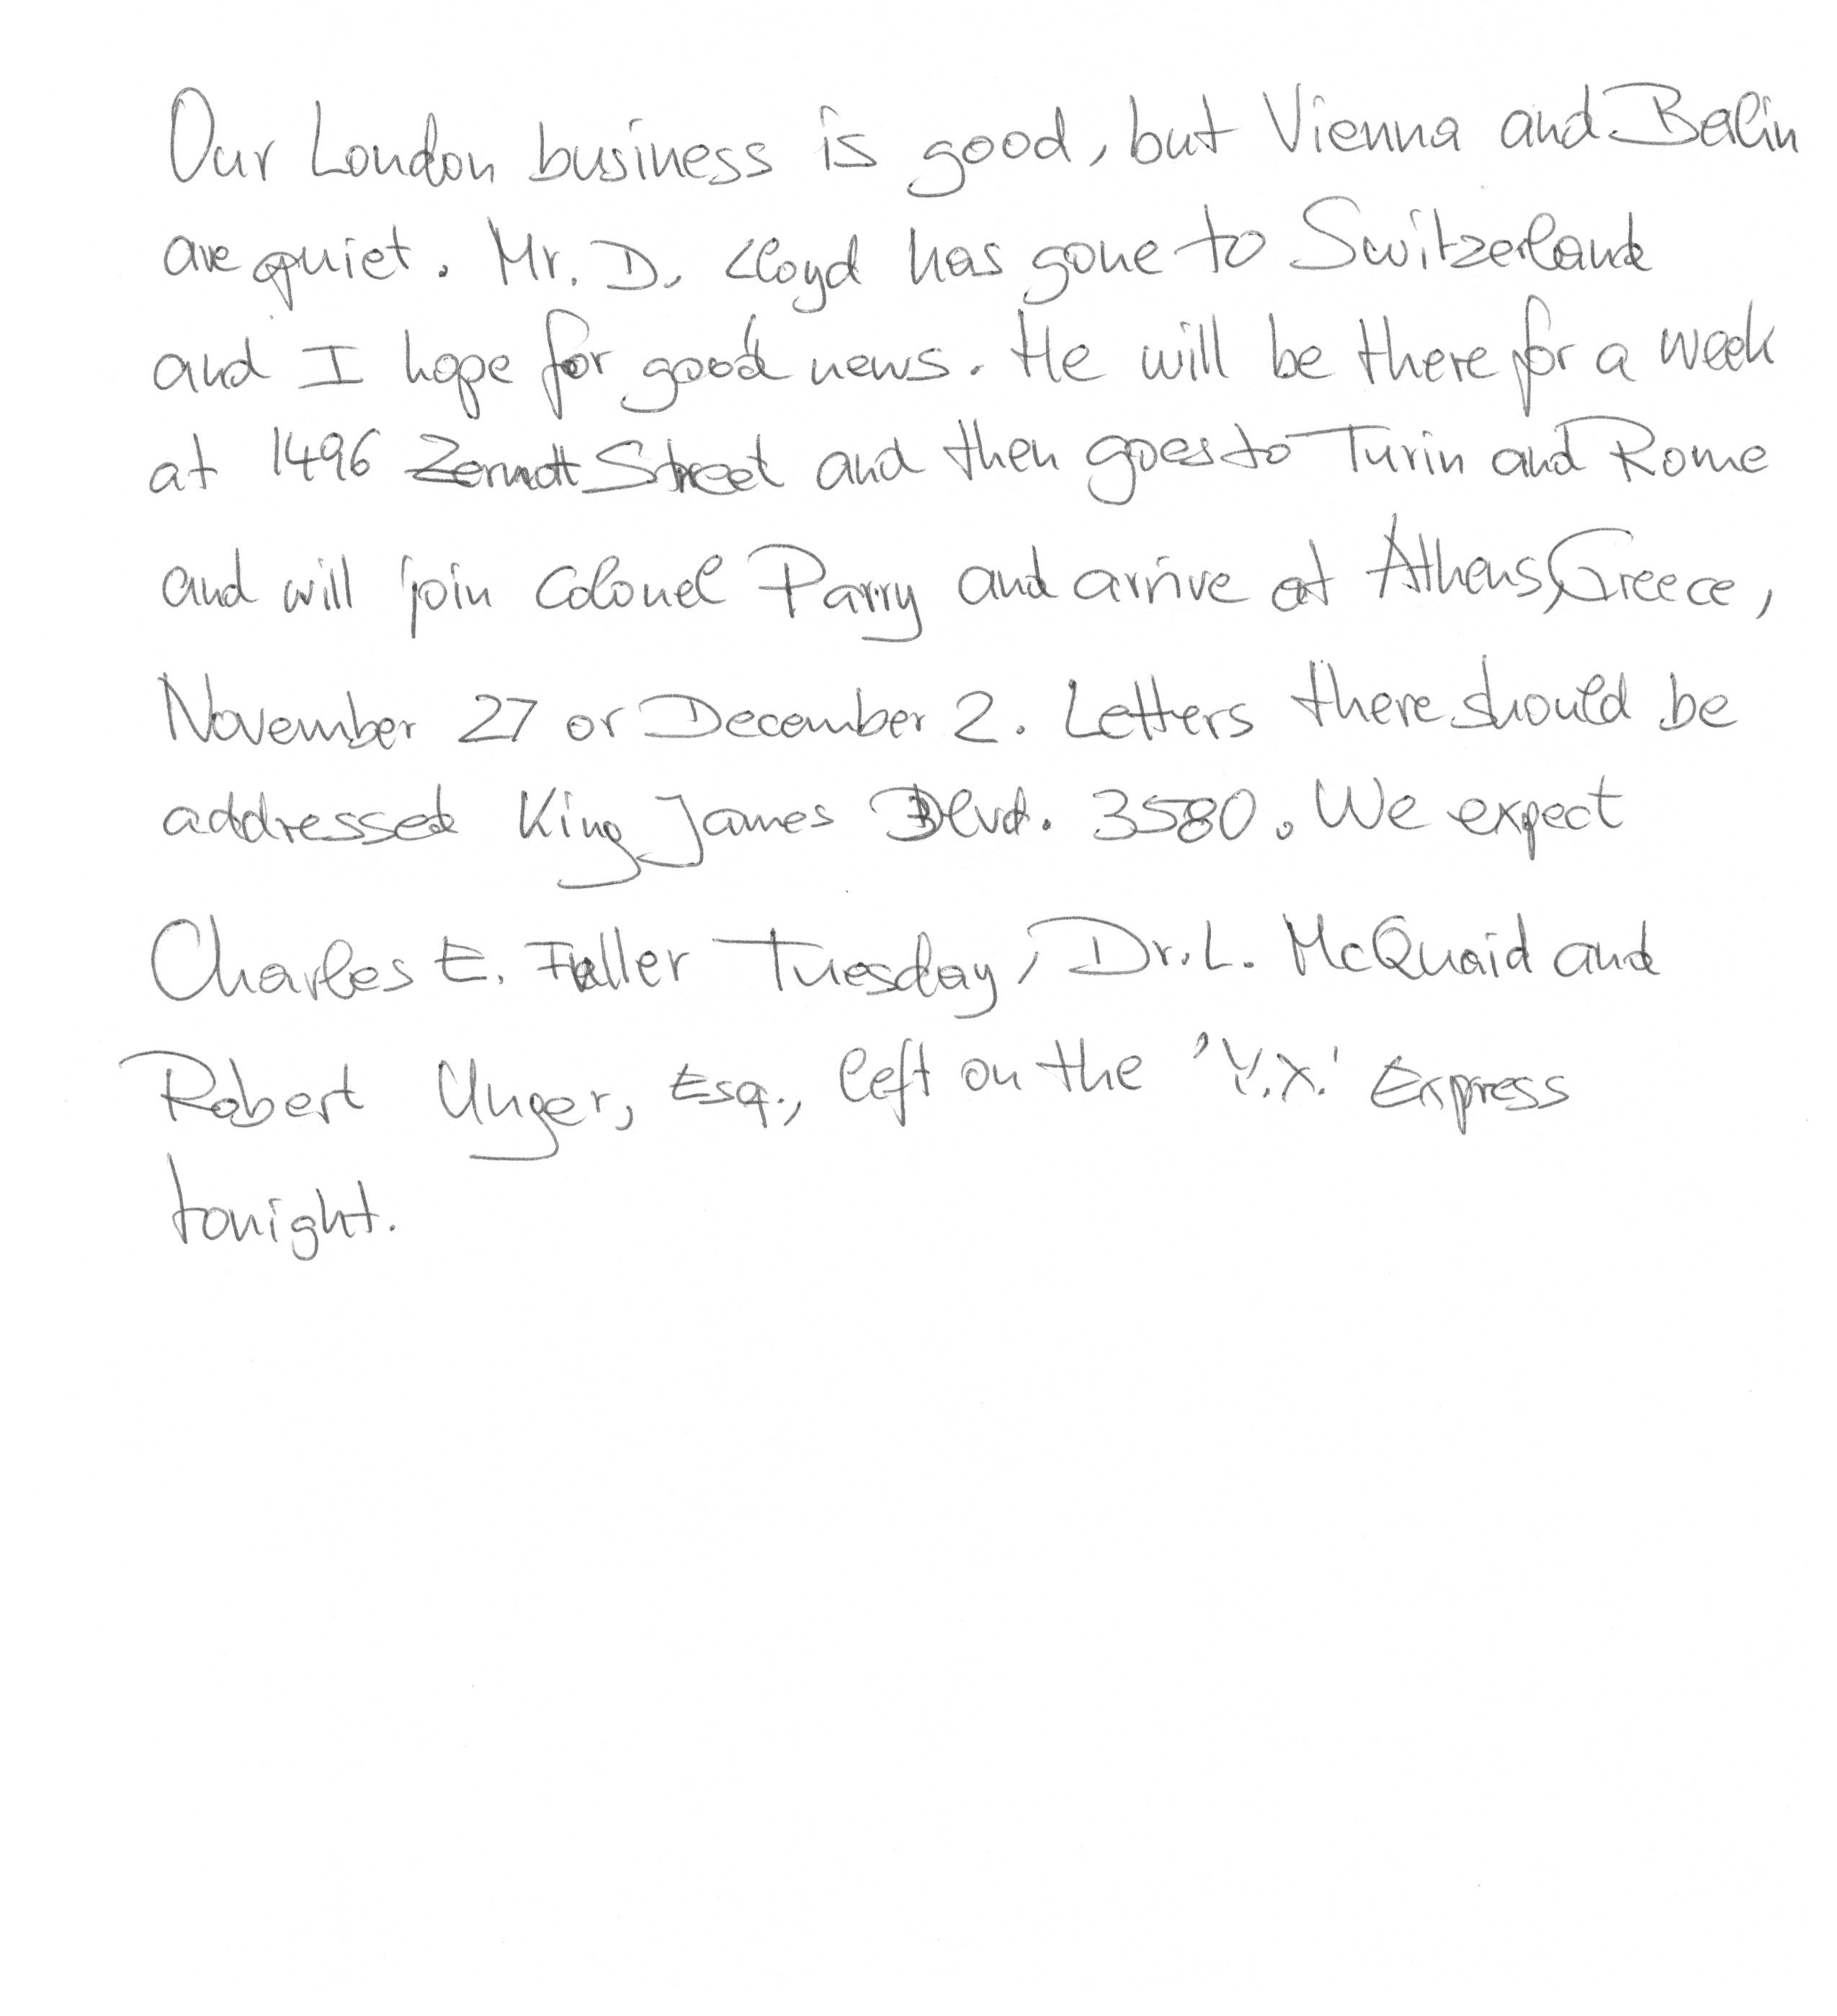 Our London business is good, but Vienna and Berlin
are quiet. Mr. D. Lloyd has gone to Switzerland
and I hope for good news. He will be there for a week
at 1496 Zermott Street and then goes to Turin and Rome
and will join Colonel Parry and arrive at Athens, Greece,
November 27 or December 2. Letters there should be
addressed King James Blvd. 3580. We expect
Charles E. Fuller Tuesday, Dr. L. McQuaid and
Robert Unger, Esq., left on the 'Y.X.' Express
tonight.